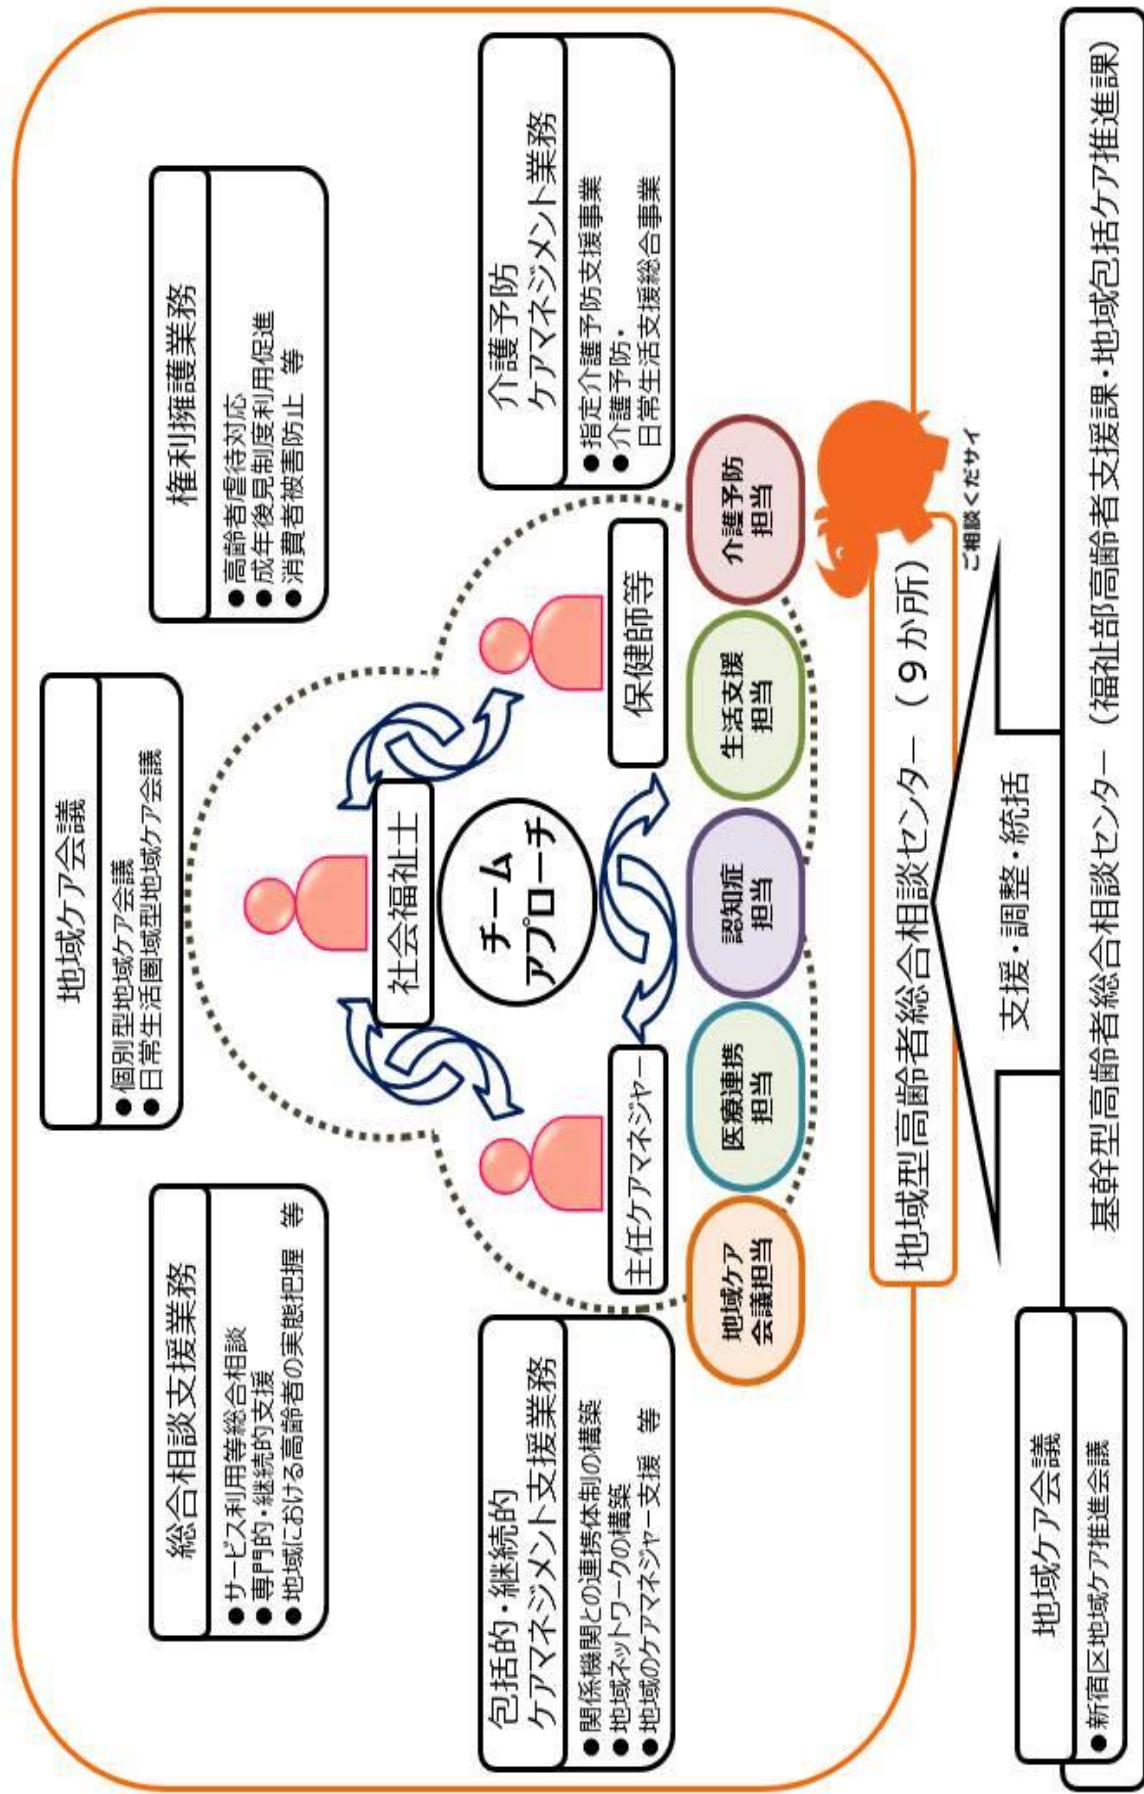 地域ケア会議
●個別型地域ケア会議
●日常生活圏域型地域ケア会議
総合相談支援業務
●サービス利用等総合相談
●専門的・継続的支援
●地域における高齢者の実態把握 等
権利擁護業務
●高齢者虐待対応
●成年後見制度利用促進
●消費者被害防止 等
包括的・継続的
ケアマネジメント支援業務
●関係機関との連携体制の構築
●地域ネットワークの構築
●地域のケアマネジャー支援 等
介護予防
ケアマネジメント業務
●指定介護予防支援事業
●介護予防・
日常生活支援総合事業
社会福祉士
チーム
アプローチ
主任ケアマネジャー
保健師等
地域ケア
会議担当
医療連携
担当
認知症
担当
生活支援
担当
介護予防
担当
地域型高齢者総合相談センター（9か所）
ご相談くだサイ
支援・調整・統括
地域ケア会議
●新宿区地域ケア推進会議
基幹型高齢者総合相談センター（福祉部高齢者支援課・地域包括ケア推進課）